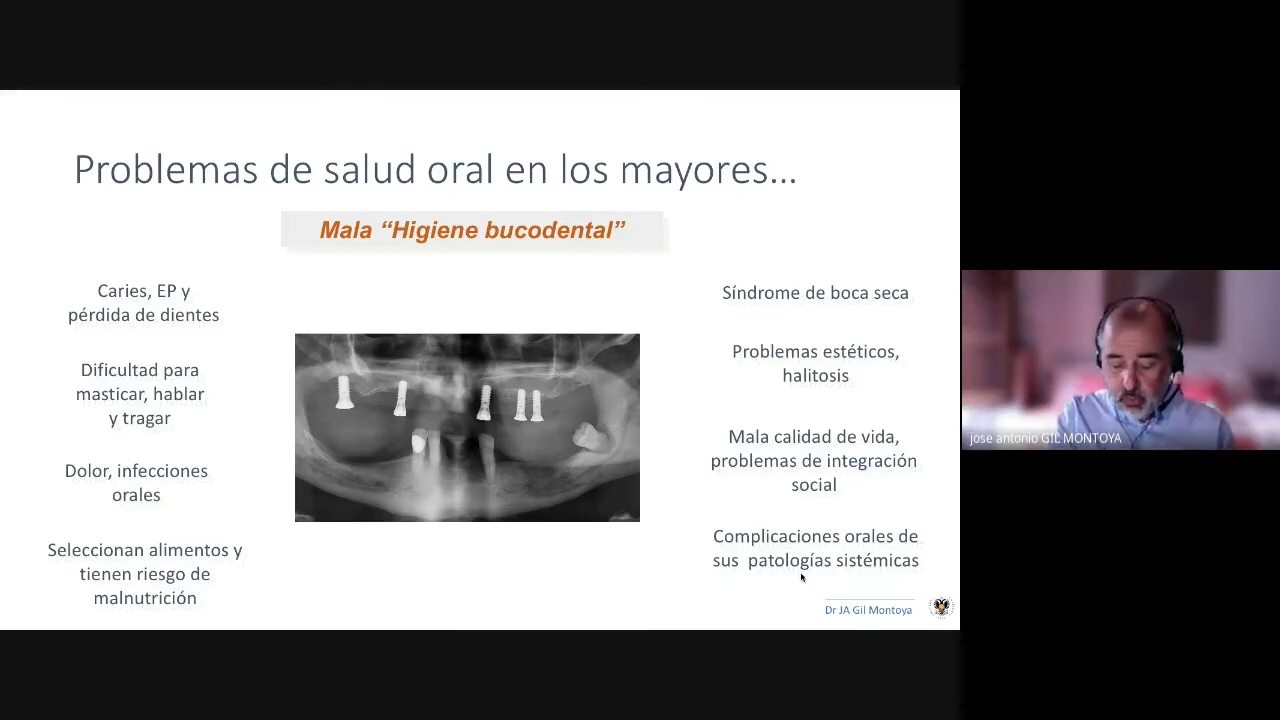 Problemas de salud oral en los mayores...
Mala “Higiene bucodental”
Caries, EP y
pérdida de dientes
Dificultad para
masticar, hablar
y tragar
Dolor, infecciones
orales
Seleccionan alimentos y
tienen riesgo de
malnutrición
Síndrome de boca seca
Problemas estéticos,
halitosis
Mala calidad de vida,
problemas de integración
social
Complicaciones orales de
sus patologías sistémicas
Dr JA Gil Montoya
jose antonio GIL MONTOYA